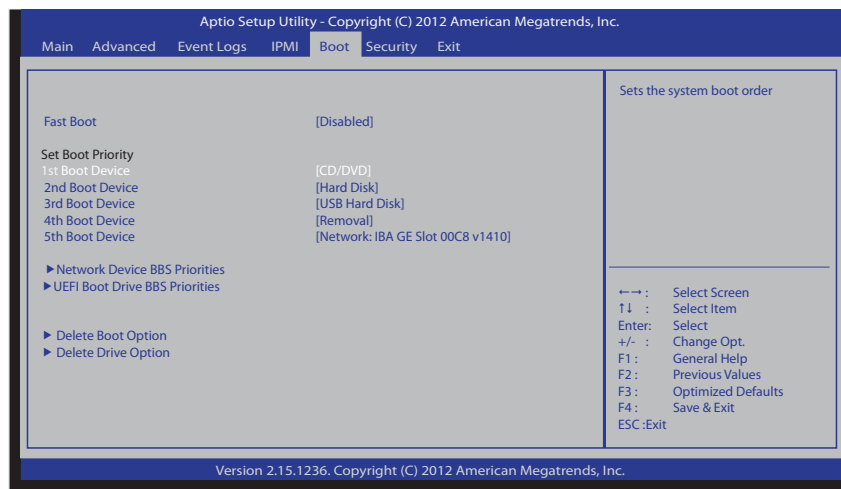 Aptio Setup Utility - Copyright (C) 2012 American Megatrends, Inc.
Main Advanced Event Logs IPMI Boot Security Exit
Fast Boot [Disabled]
Set Boot Priority
1st Boot Device [CD/DVD]
2nd Boot Device [Hard Disk]
3rd Boot Device [USB Hard Disk]
4th Boot Device [Removal]
5th Boot Device [Network: IBA GE Slot 00C8 v1410]
▶Network Device BBS Priorities
▶UEFI Boot Drive BBS Priorities
▶ Delete Boot Option
▶ Delete Drive Option
Sets the system boot order
←→ : Select Screen
↑↓ : Select Item
Enter: Select
+/- : Change Opt.
F1 : General Help
F2 : Previous Values
F3 : Optimized Defaults
F4 : Save & Exit
ESC :Exit
Version 2.15.1236. Copyright (C) 2012 American Megatrends, Inc.